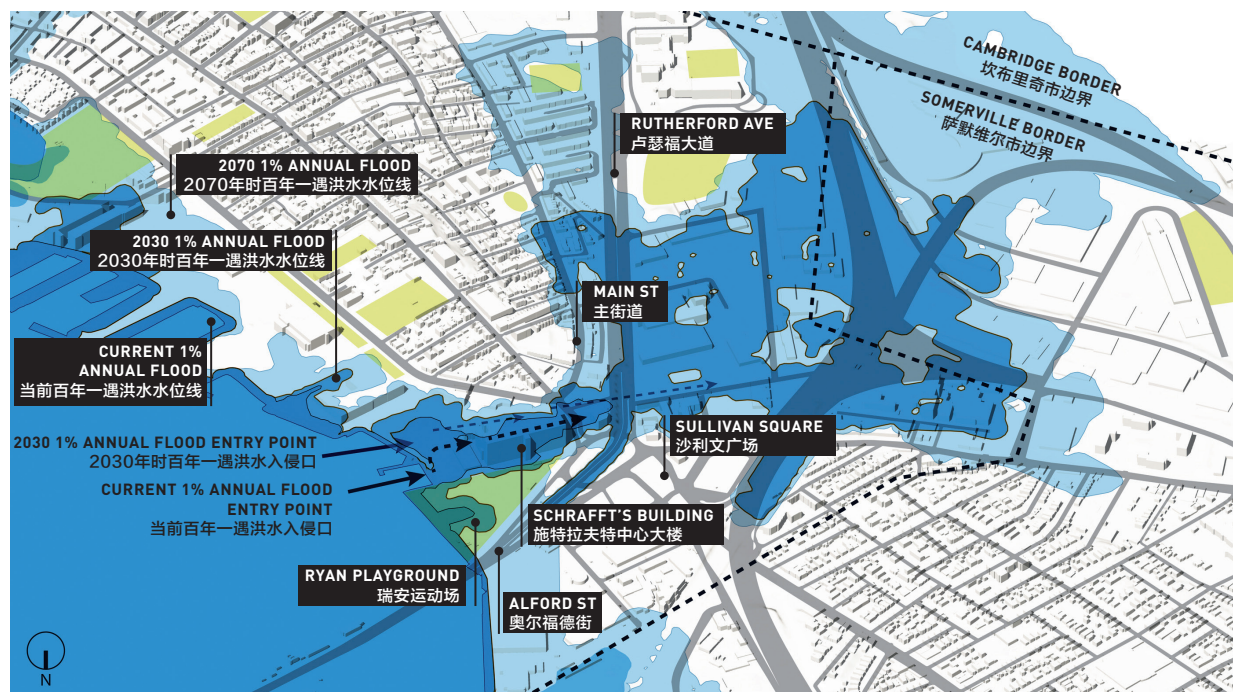 CAMBRIDGE BORDER
坎布里奇市边界
SOMERVILLE BORDER
萨默维尔市边界
RUTHERFORD AVE
卢瑟福大道
2070 1% ANNUAL FLOOD
2070年时百年一遇洪水水位线
2030 1% ANNUAL FLOOD
2030年时百年一遇洪水水位线
MAIN ST
主街道
CURRENT 1%
ANNUAL FLOOD
当前百年一遇洪水水位线
SULLIVAN SQUARE
沙利文广场
2030 1% ANNUAL FLOOD ENTRY POINT
2030年时百年一遇洪水入侵口
CURRENT 1% ANNUAL FLOOD
ENTRY POINT
当前百年一遇洪水入侵口
SCHRAFFT'S BUILDING
施特拉夫特中心大楼
RYAN PLAYGROUND
瑞安运动场
ALFORD ST
奥尔福德街
N